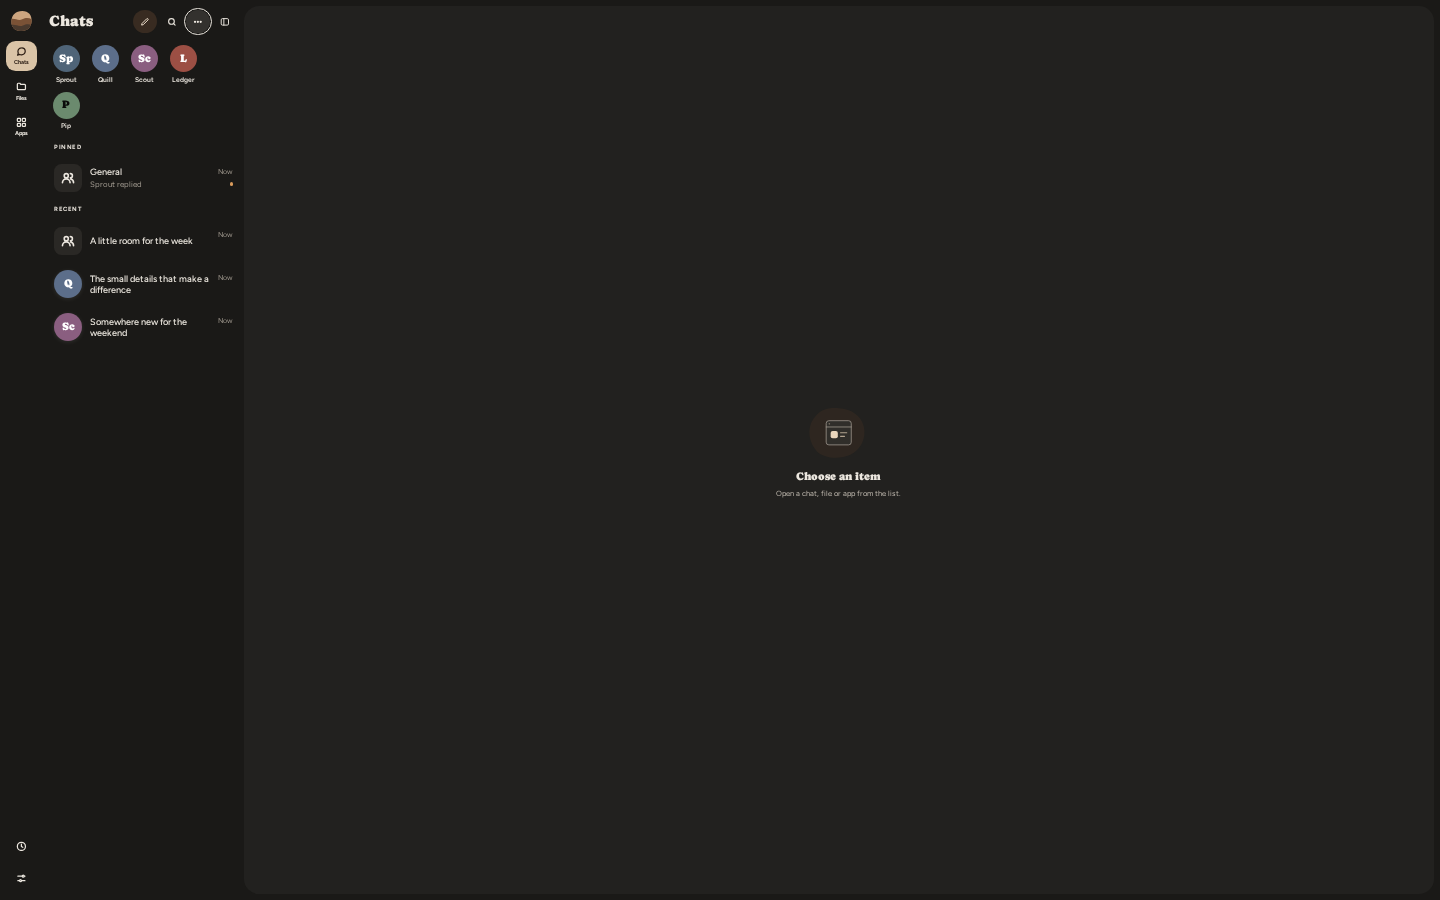 Chats
Chats
Files
Apps
Sp
Q
Sc
L
Sprout
Quill
Scout
Ledger
P
Pip
PINNED
General
Now
Sprout replied
RECENT
A little room for the week
Now
Q
The small details that make a
difference
Now
Sc
Somewhere new for the
weekend
Now
Choose an item
Open a chat, file or app from the list.